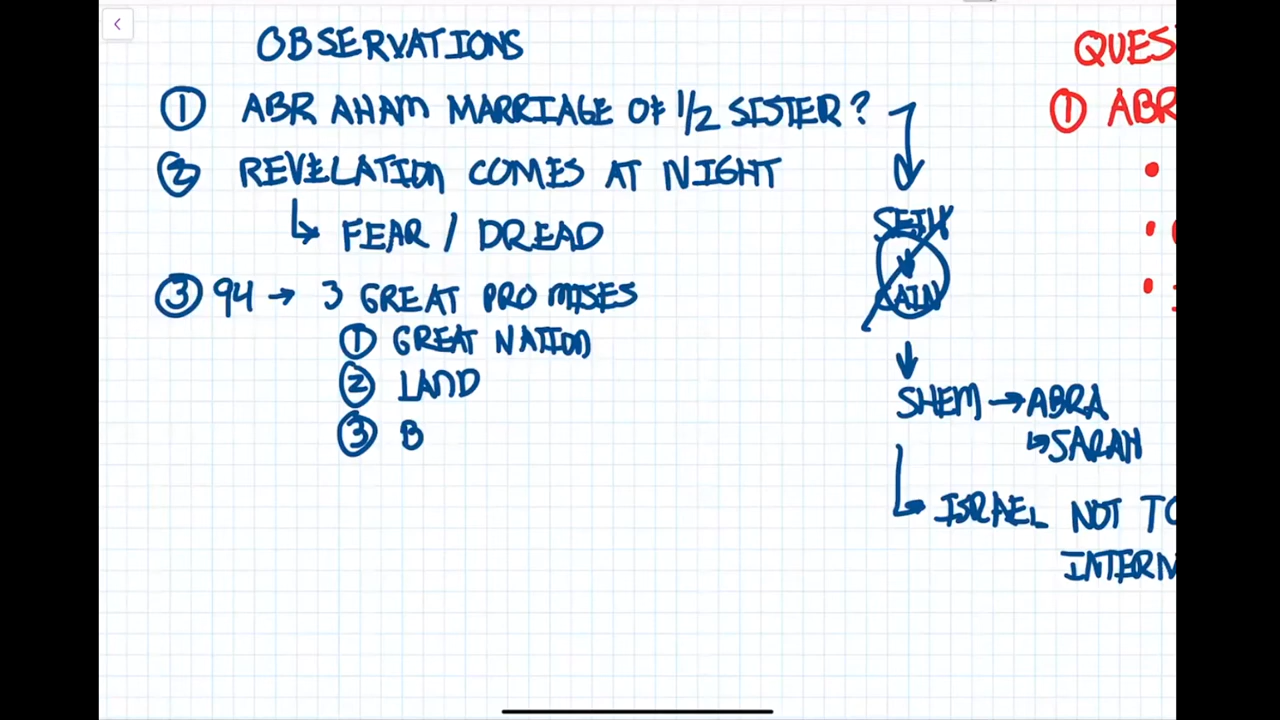 OBSERVATIONS
① ABRAHAM MARRIAGE OF 1/2 SISTER?
② REVELATION COMES AT NIGHT
↳ FEAR / DREAD
③ 94 → 3 GREAT PROMISES
① GREAT NATION
② LAND
③ B
SETH
↓
CAIN
↓
SHEM → ABRA
↳ SARAH
↳ ISRAEL NOT TO
INTERM
QUES
① ABR